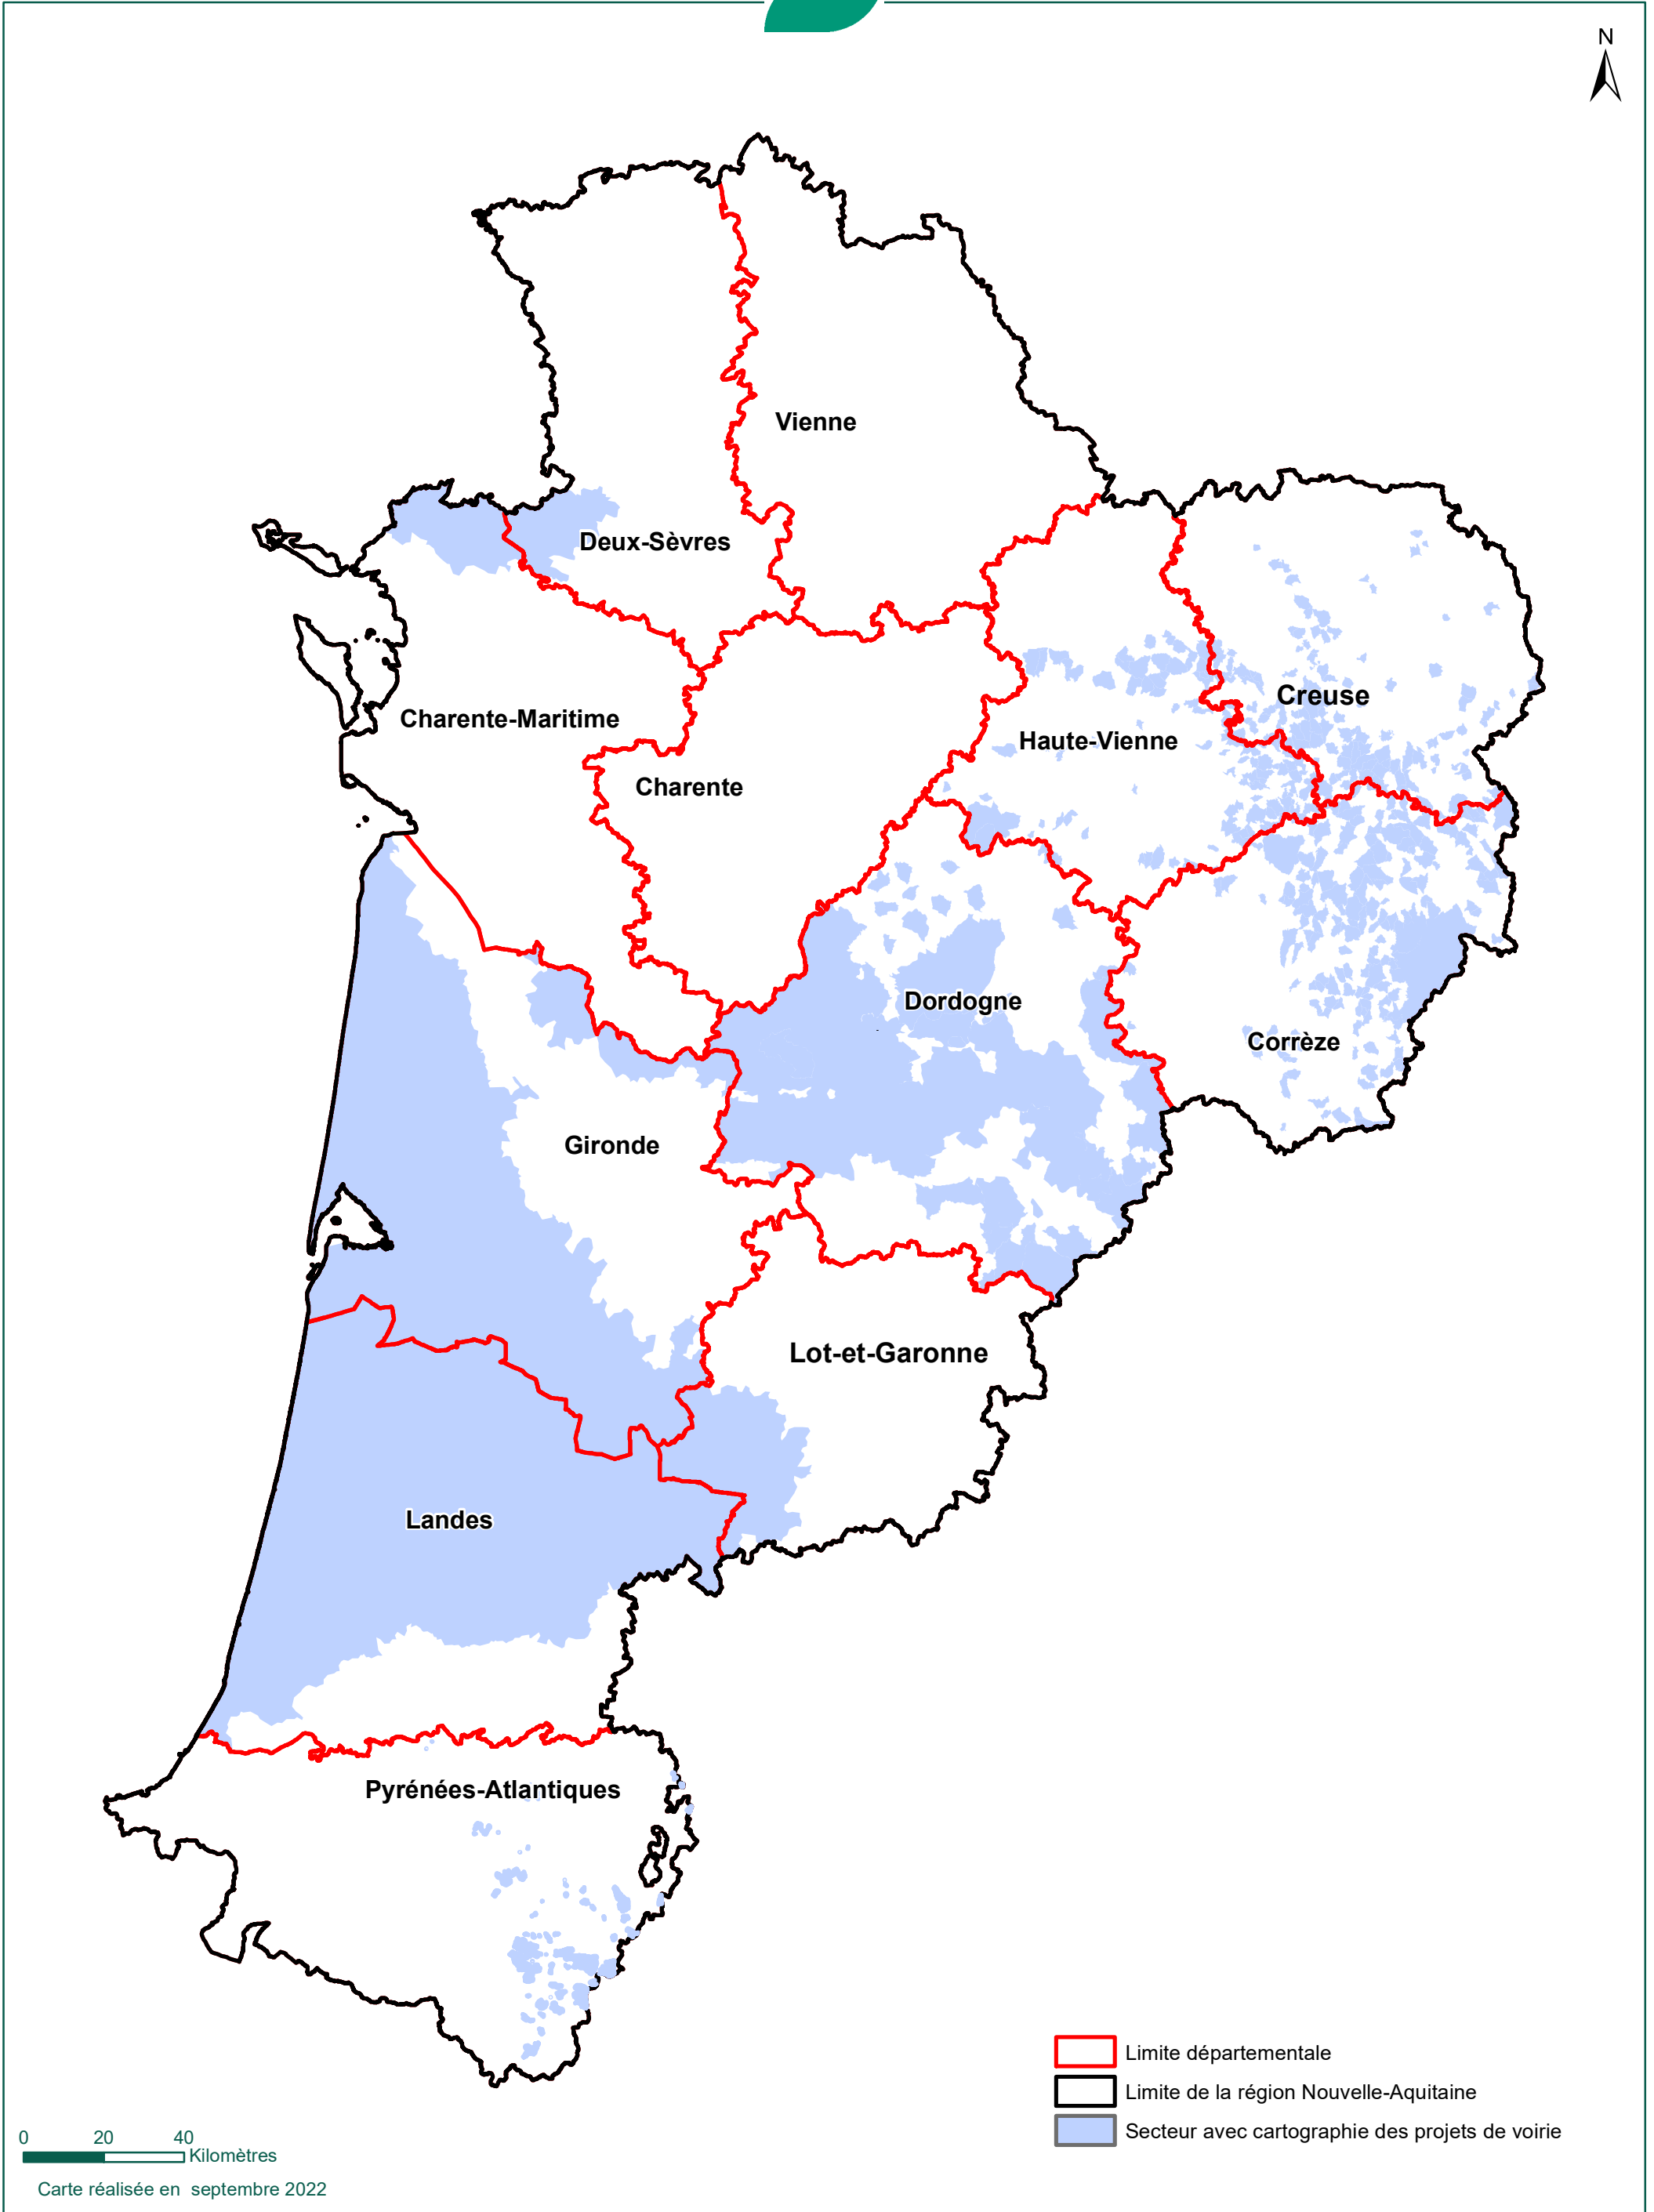 N
Vienne
Deux-Sèvres
Creuse
Charente-Maritime
Haute-Vienne
Charente
Dordogne
Corrèze
Gironde
Lot-et-Garonne
Landes
Pyrénées-Atlantiques
Limite départementale
Limite de la région Nouvelle-Aquitaine
Secteur avec cartographie des projets de voirie
0 20 40
Kilomètres
Carte réalisée en septembre 2022